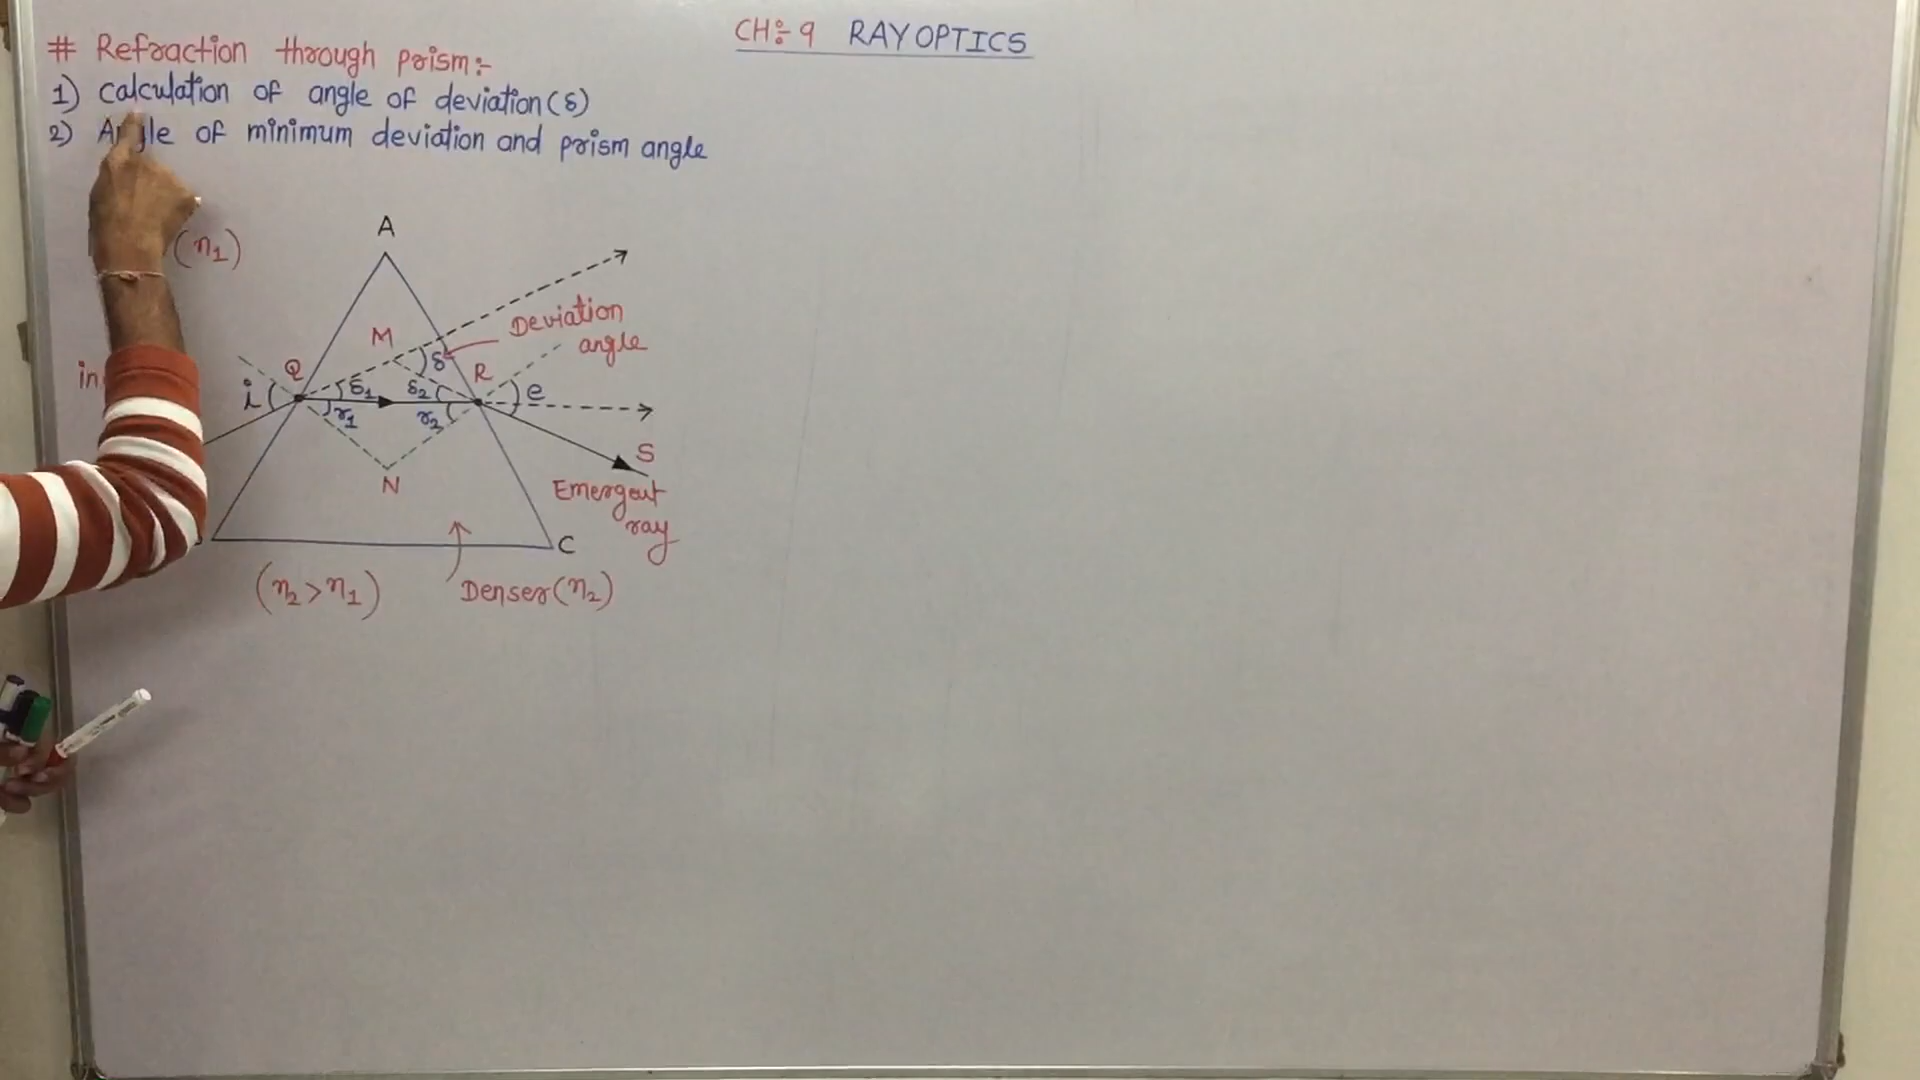 CH:- 9 RAY OPTICS
# Refraction through prism:-
1) Calculation of angle of deviation (δ)
2) Angle of minimum deviation and prism angle
A
(n1)
M
Deviation
angle
δ
Q
R
i
δ1
δ2
e
r1
r2
S
N
Emergent
ray
C
(n2 > n1)
Denser (n2)